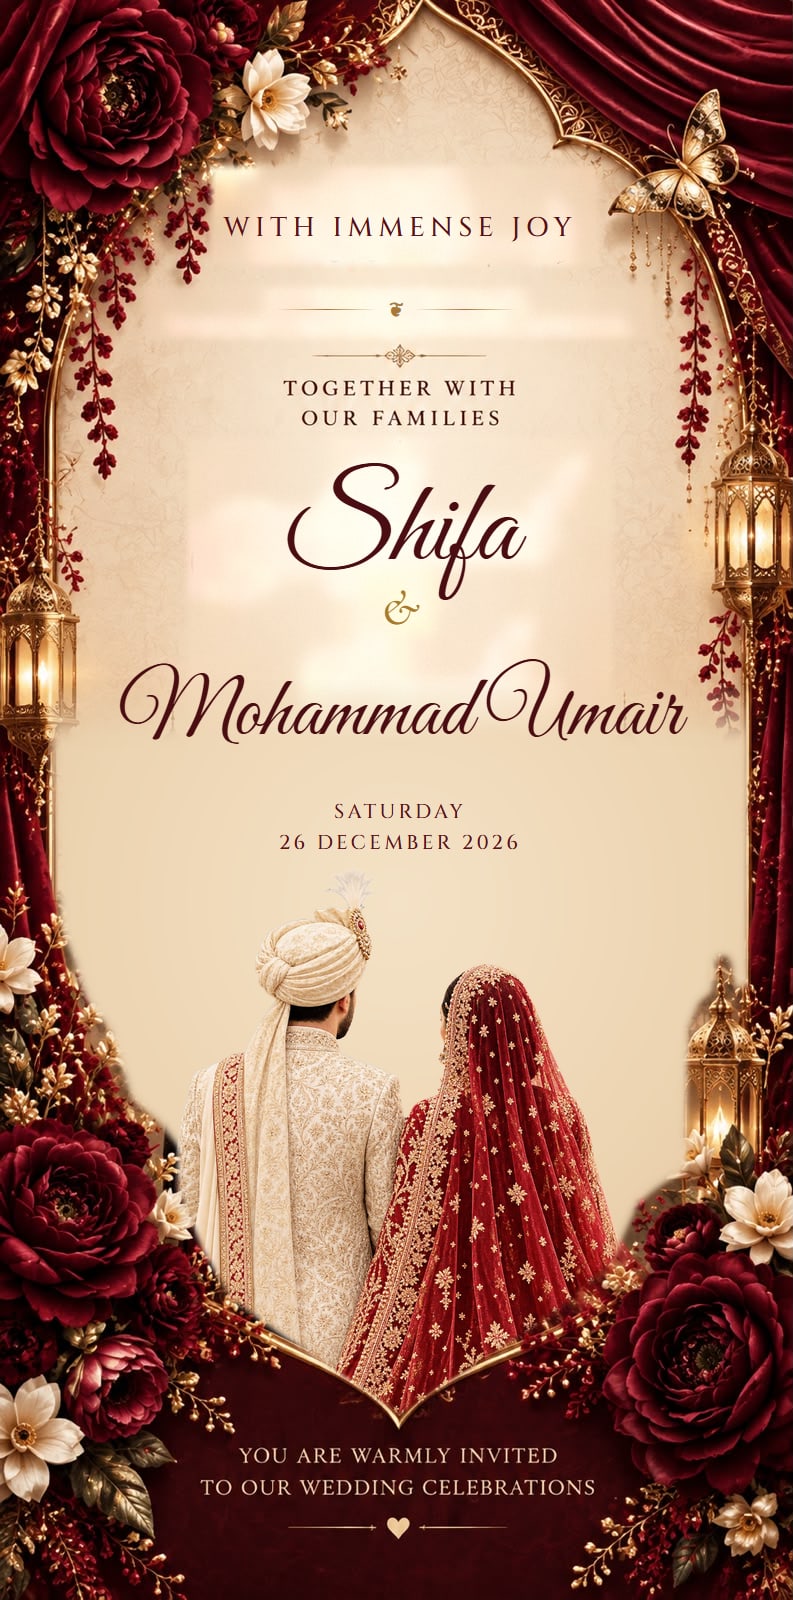 WITH IMMENSE JOY
TOGETHER WITH
OUR FAMILIES
Shifa
&
Mohammad Umair
SATURDAY
26 DECEMBER 2026
YOU ARE WARMLY INVITED
TO OUR WEDDING CELEBRATIONS